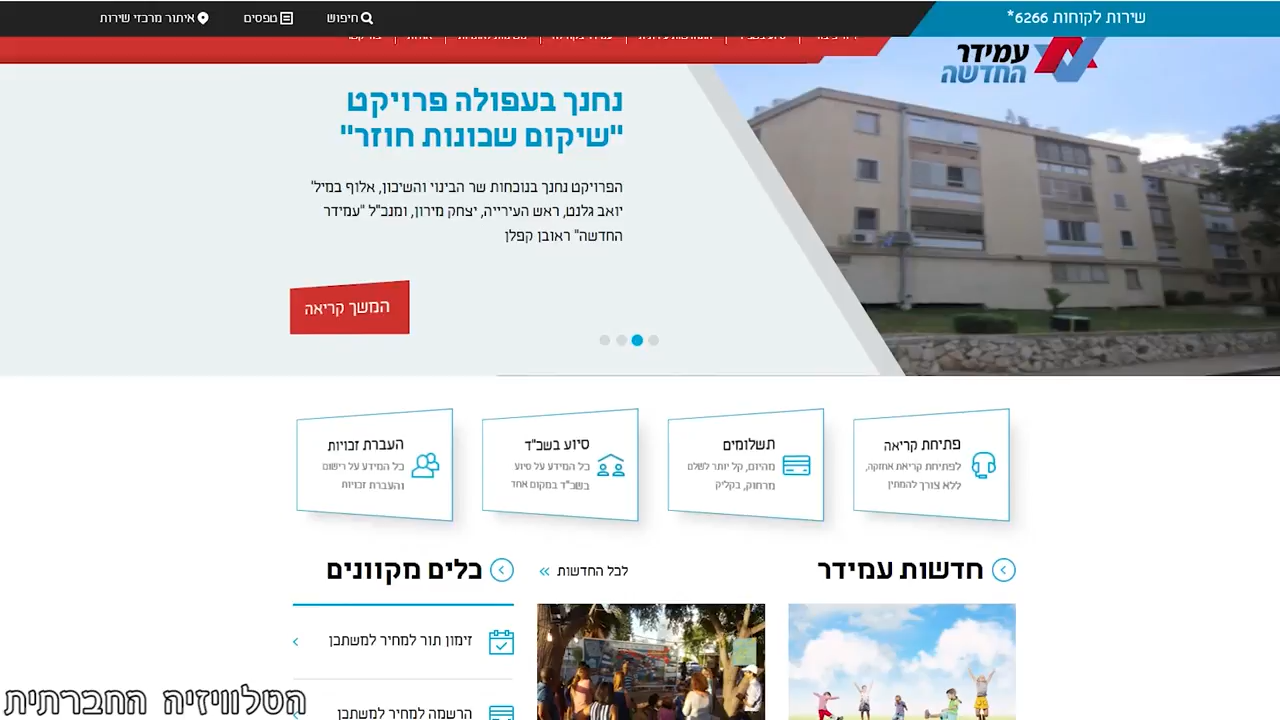 שירות לקוחות 6266*
חיפוש
טפסים
איתור מרכזי שירות
עמידר
החדשה
נחנך בעפולה פרויקט
"שיקום שכונות חוזר"
הפרויקט נחנך בנוכחות שר הבינוי והשיכון, אלוף במיל'
יואב גלנט, ראש העירייה, יצחק מירון, ומנכ"ל "עמידר
החדשה" ראובן קפלן
המשך קריאה
פתיחת קריאה
לפתיחת קריאת אחזקה,
ללא צורך להמתין
תשלומים
מהיום, קל יותר לשלם
מרחוק, בקליק
סיוע בשכ"ד
כל המידע על סיוע
בשכ"ד במקום אחד
העברת זכויות
כל המידע על רישום
והעברת זכויות
חדשות עמידר
לכל החדשות
כלים מקוונים
זימון תור למחיר למשתכן
הרשמה למחיר למשתכן
הטלוויזיה החברתית